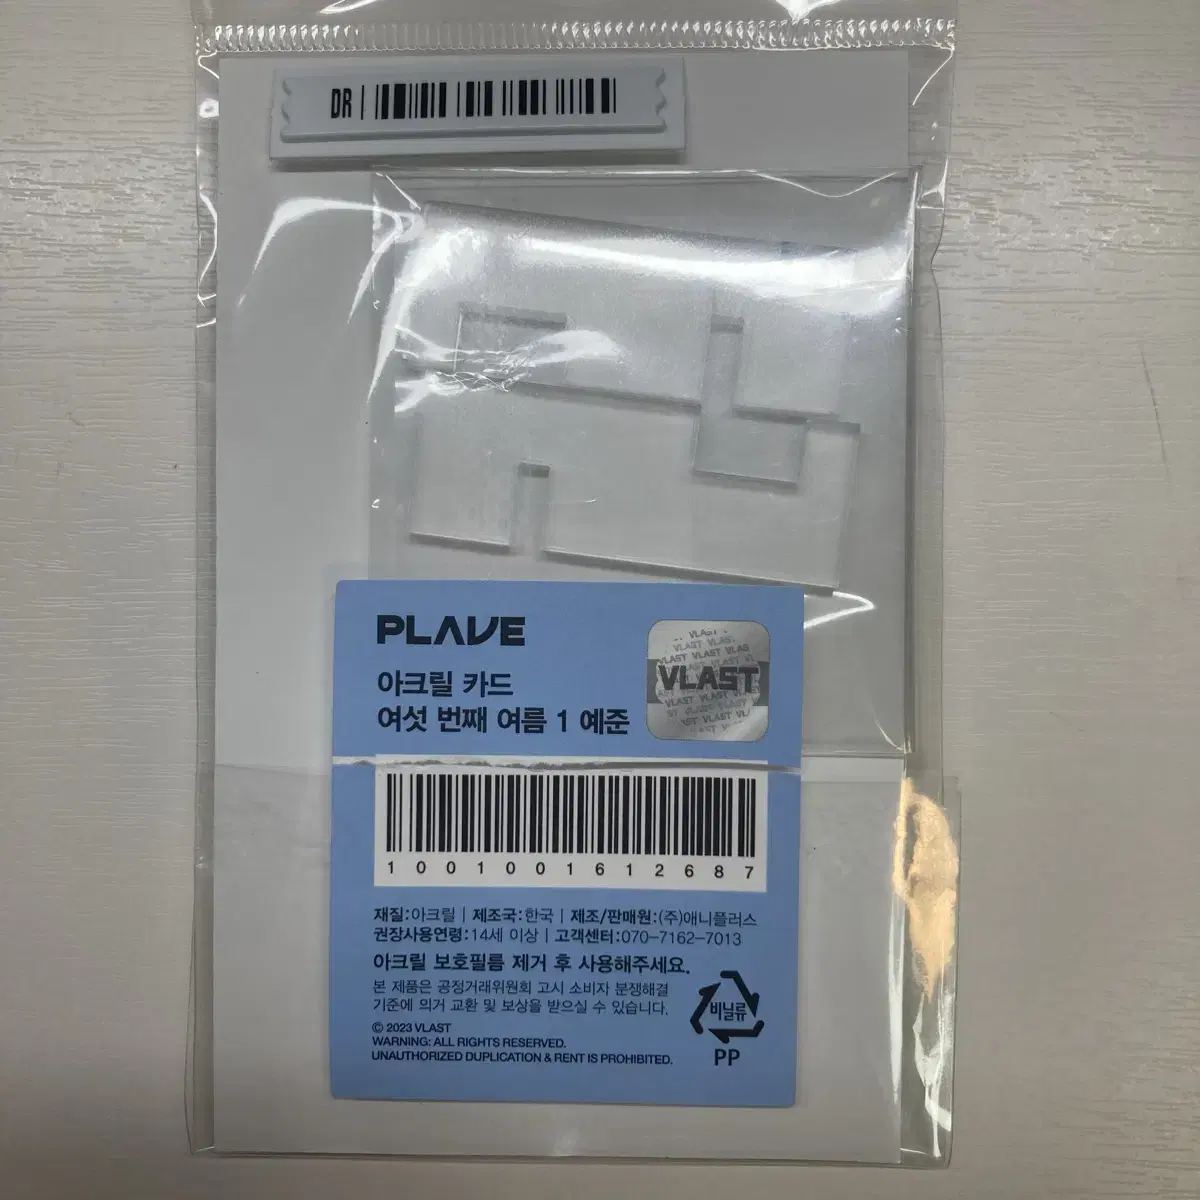 DR
PLAVE
VLAST
아크릴 카드
여섯 번째 여름 1 예준
1001001612687
재질:아크릴 | 제조국:한국 | 제조/판매원:(주)애니플러스
권장사용연령:14세 이상 | 고객센터:070-7162-7013
아크릴 보호필름 제거 후 사용해주세요.
본 제품은 공정거래위원회 고시 소비자 분쟁해결
기준에 의거 교환 및 보상을 받으실 수 있습니다.
비닐류
PP
© 2023 VLAST
WARNING: ALL RIGHTS RESERVED.
UNAUTHORIZED DUPLICATION & RENT IS PROHIBITED.